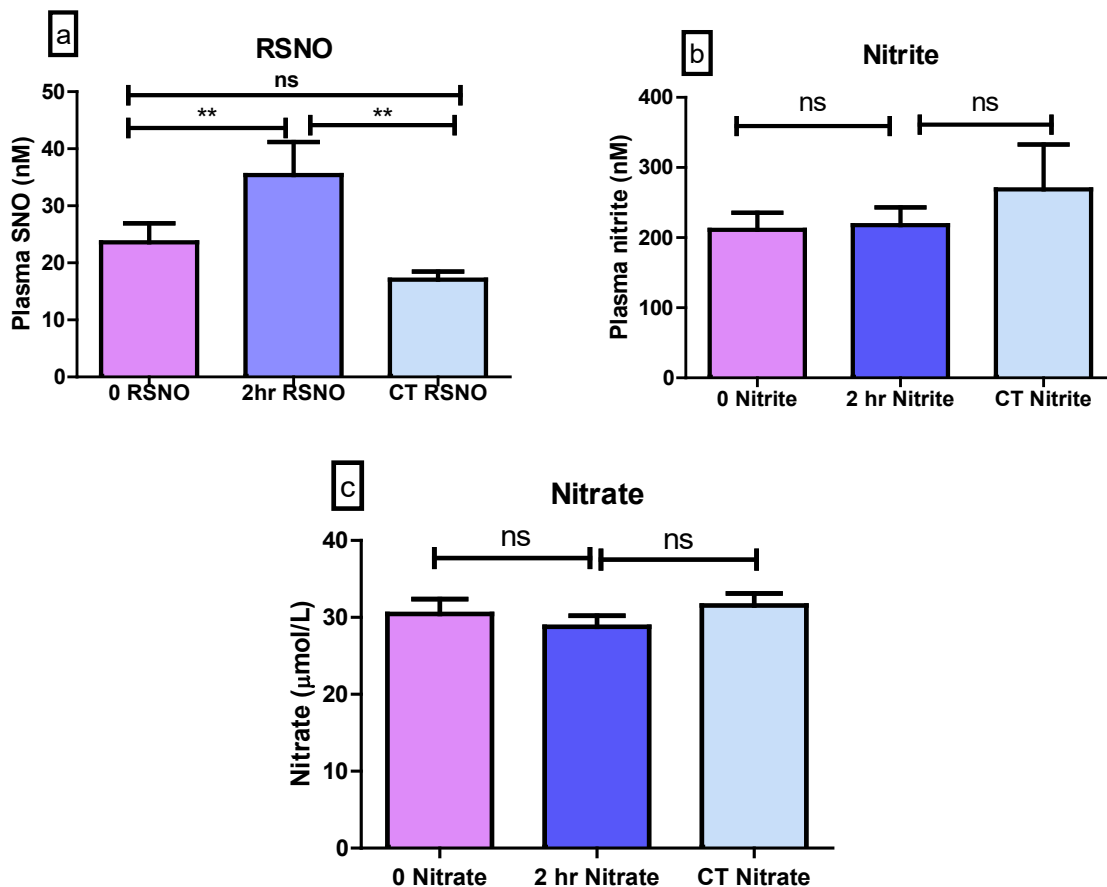 a
RSNO
ns
** **
Plasma SNO (nM)
50
40
30
20
10
0
0 RSNO 2hr RSNO CT RSNO
b
Nitrite
ns ns
Plasma nitrite (nM)
400
300
200
100
0
0 Nitrite 2 hr Nitrite CT Nitrite
c
Nitrate
ns ns
Nitrate (μmol/L)
40
30
20
10
0
0 Nitrate 2 hr Nitrate CT Nitrate